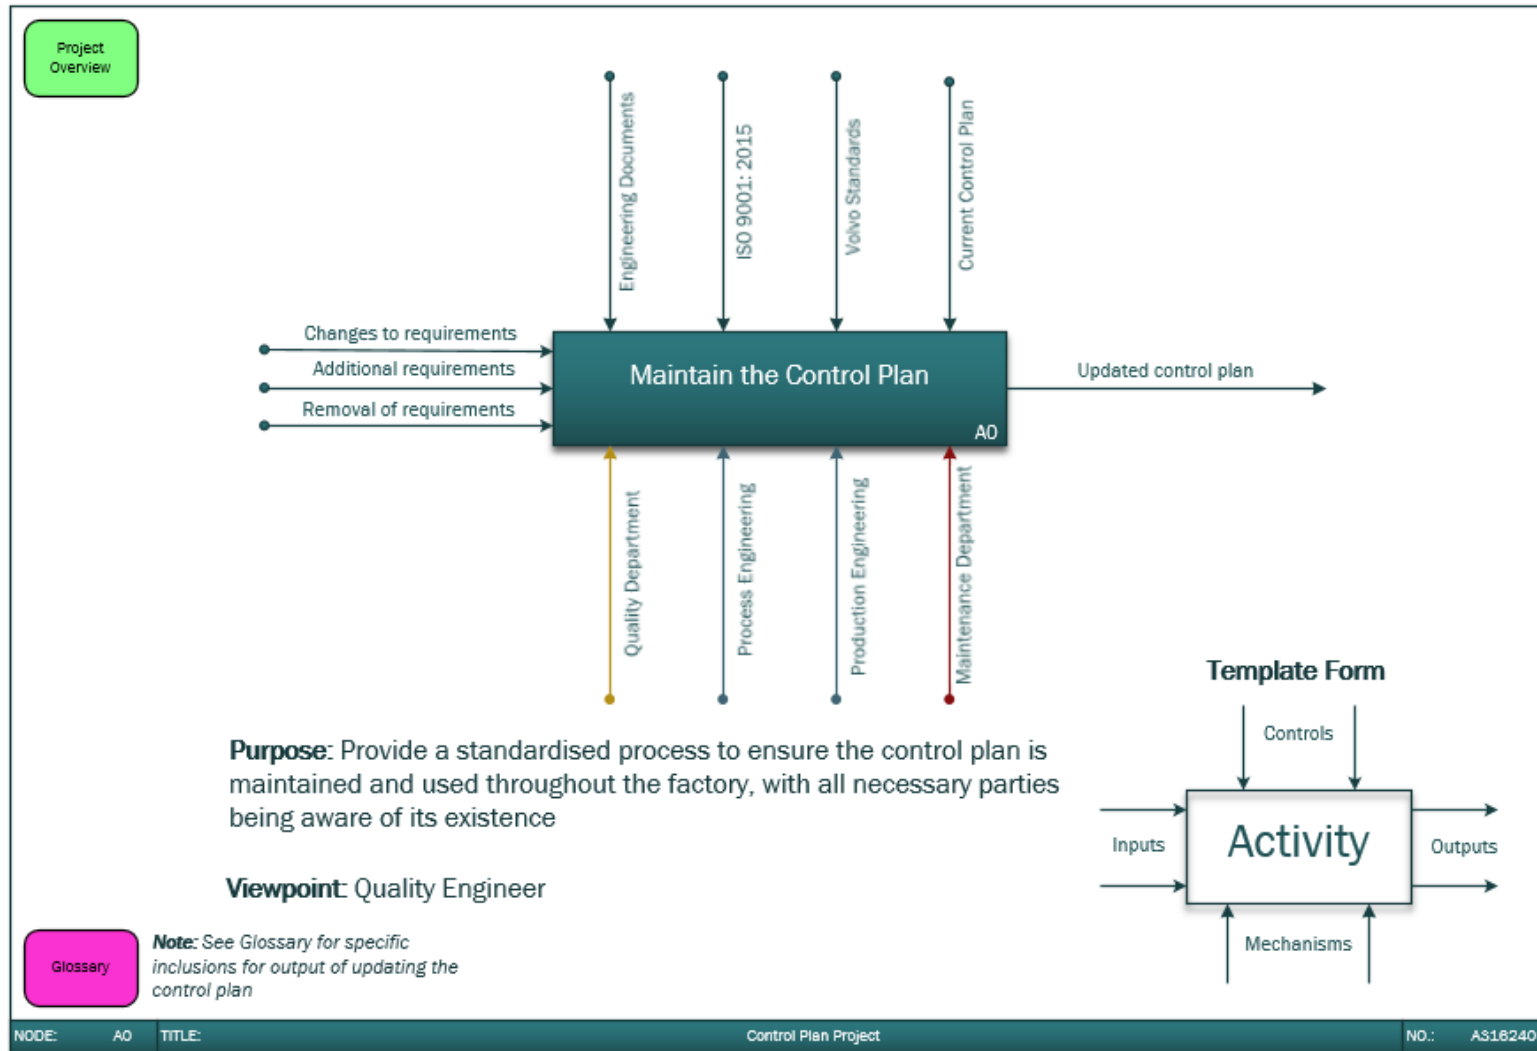 Project
Overview
Engineering Documents
ISO 9001: 2015
Volvo Standards
Current Control Plan
Changes to requirements
Additional requirements
Removal of requirements
Maintain the Control Plan
A0
Updated control plan
Quality Department
Process Engineering
Production Engineering
Maintenance Department
Template Form
Controls
Inputs
Activity
Outputs
Mechanisms
Purpose: Provide a standardised process to ensure the control plan is
maintained and used throughout the factory, with all necessary parties
being aware of its existence
Viewpoint: Quality Engineer
Glossary
Note: See Glossary for specific
inclusions for output of updating the
control plan
NODE: A0 TITLE: Control Plan Project NO.: AS16240